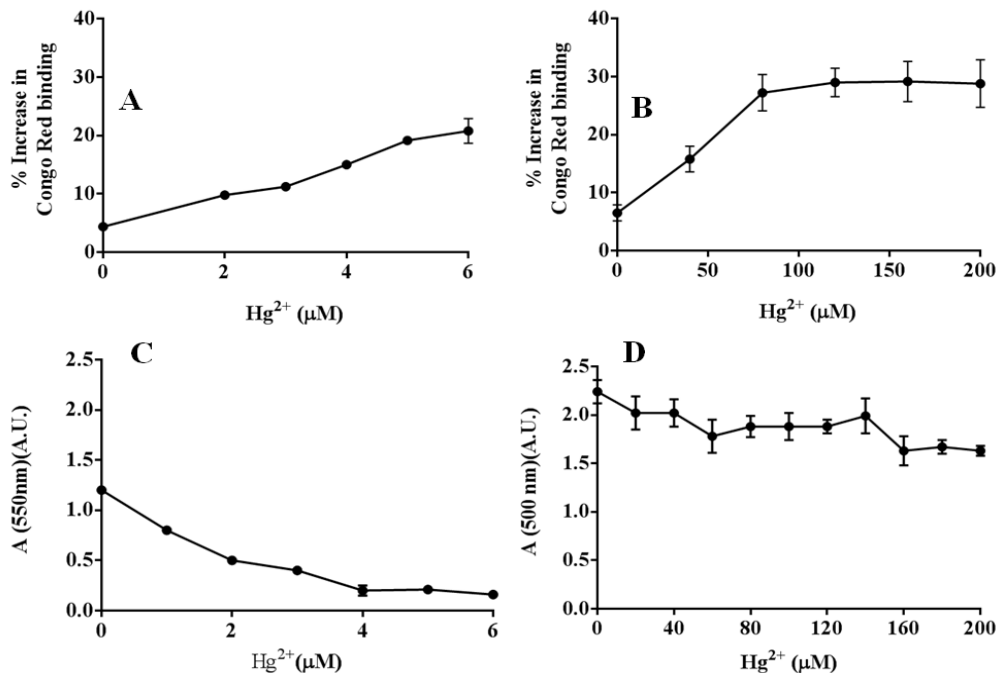 % Increase in
Congo Red binding
40
30
20
10
0
A
0 2 4 6
Hg²⁺ (μM)
% Increase in
Congo Red binding
40
30
20
10
0
B
0 50 100 150 200
Hg²⁺ (μM)
C
A (550nm)(A.U.)
2.5
2.0
1.5
1.0
0.5
0.0
0 2 4 6
Hg²⁺(μM)
D
A (500 nm)(A.U.)
2.5
2.0
1.5
1.0
0.5
0.0
0 40 80 120 160 200
Hg²⁺ (μM)